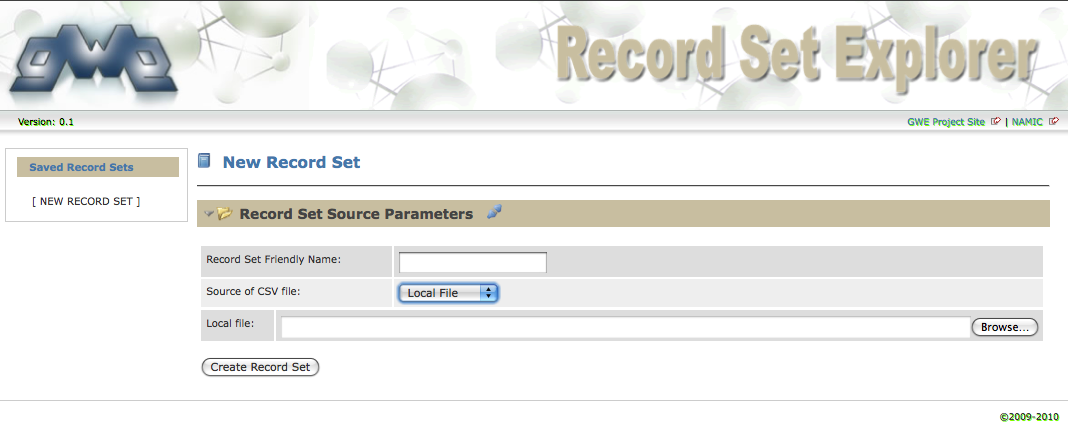 gwe
Record Set Explorer
Version: 0.1
GWE Project Site | NAMIC
Saved Record Sets
[ NEW RECORD SET ]
New Record Set
Record Set Source Parameters
Record Set Friendly Name:
Source of CSV file:
Local File
Local file:
Browse...
Create Record Set
©2009-2010